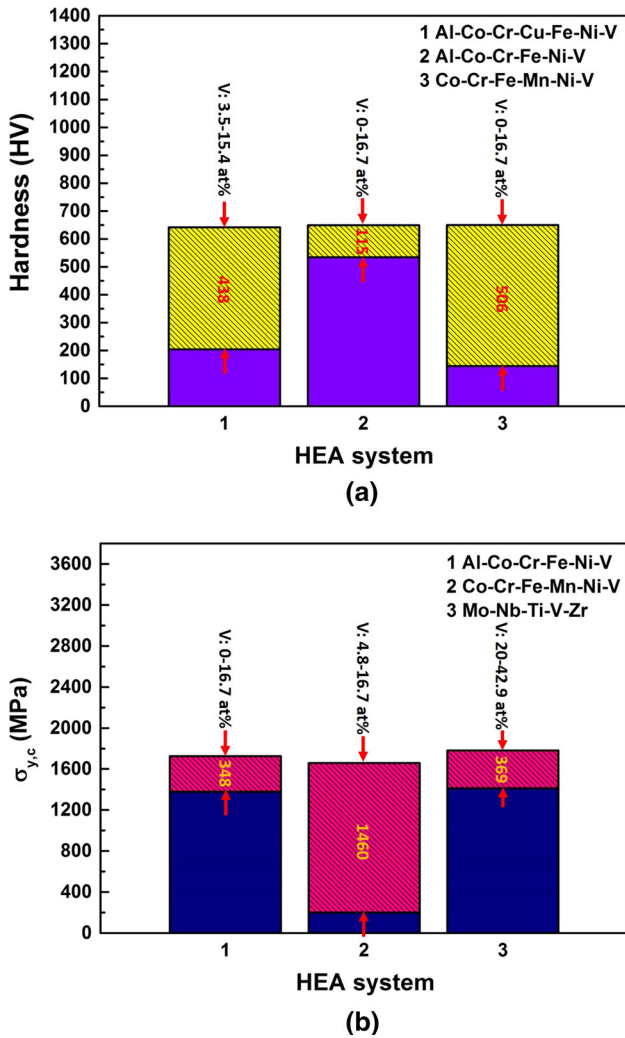 1400
1300
1200
1100
1000
900
800
700
600
500
400
300
200
100
0
Hardness (HV)
1 Al-Co-Cr-Cu-Fe-Ni-V
2 Al-Co-Cr-Fe-Ni-V
3 Co-Cr-Fe-Mn-Ni-V
V: 3.5-15.4 at%
V: 0-16.7 at%
V: 0-16.7 at%
438
115
506
1 2 3
HEA system
(a)
3600
3200
2800
2400
2000
1600
1200
800
400
0
σy,c (MPa)
1 Al-Co-Cr-Fe-Ni-V
2 Co-Cr-Fe-Mn-Ni-V
3 Mo-Nb-Ti-V-Zr
V: 0-16.7 at%
V: 4.8-16.7 at%
V: 20-42.9 at%
348
1460
369
1 2 3
HEA system
(b)